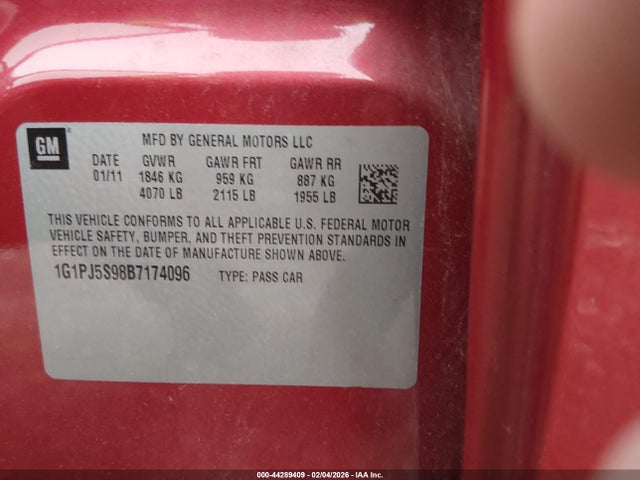 GM
MFD BY GENERAL MOTORS LLC
DATE GVWR GAWR FRT GAWR RR
01/11 1846 KG 959 KG 887 KG
4070 LB 2115 LB 1955 LB
THIS VEHICLE CONFORMS TO ALL APPLICABLE U.S. FEDERAL MOTOR
VEHICLE SAFETY, BUMPER, AND THEFT PREVENTION STANDARDS IN
EFFECT ON THE DATE OF MANUFACTURE SHOWN ABOVE.
1G1PJ5S98B7174096 TYPE: PASS CAR
000-44289409 - 02/04/2026 - IAA Inc.